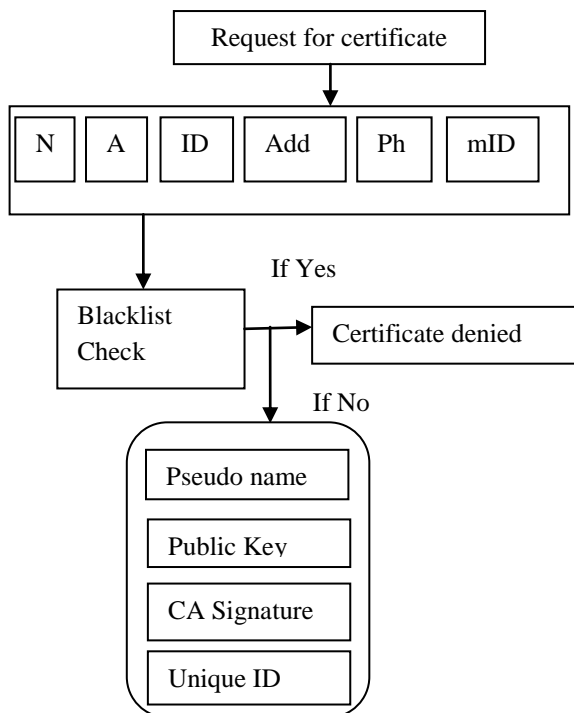 Request for certificate
N
A
ID
Add
Ph
mID
If Yes
Blacklist
Check
Certificate denied
If No
Pseudo name
Public Key
CA Signature
Unique ID